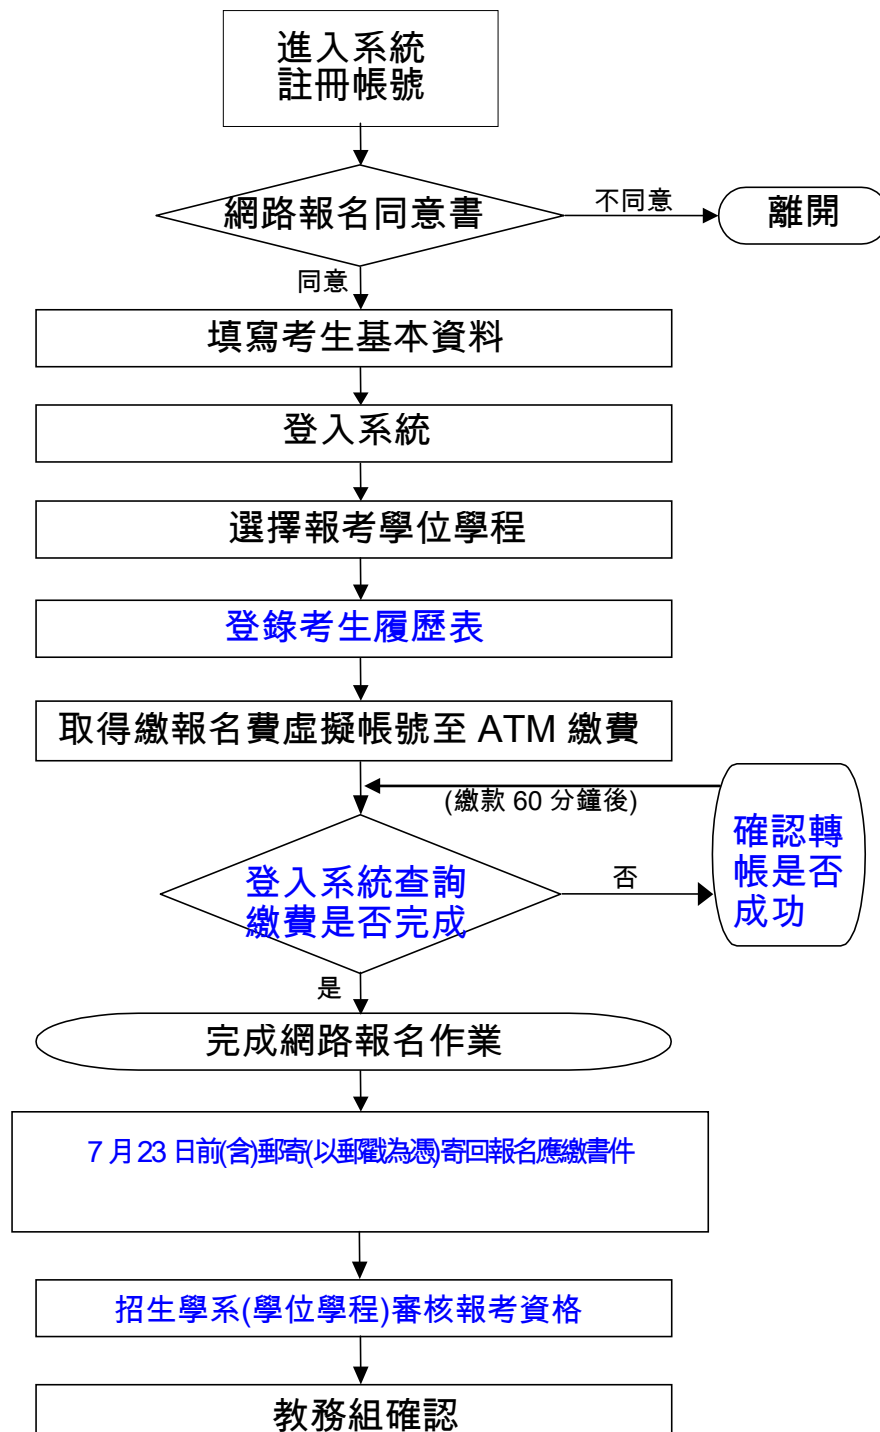 進入系統
註冊帳號
網路報名同意書
不同意
離開
同意
填寫考生基本資料
登入系統
選擇報考學位學程
登錄考生履歷表
取得繳報名費虛擬帳號至 ATM 繳費
(繳款 60 分鐘後)
確認轉
帳是否
成功
登入系統查詢
繳費是否完成
否
是
完成網路報名作業
7 月 23 日前(含)郵寄(以郵戳為憑)寄回報名應繳書件
招生學系(學位學程)審核報考資格
教務組確認